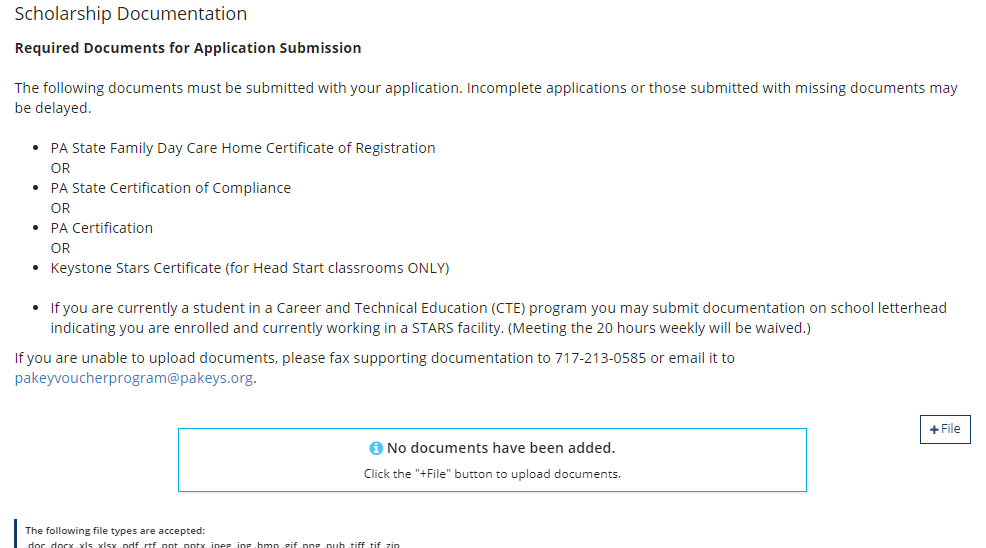 Scholarship Documentation
Required Documents for Application Submission
The following documents must be submitted with your application. Incomplete applications or those submitted with missing documents may
be delayed.
• PA State Family Day Care Home Certificate of Registration
OR
• PA State Certification of Compliance
OR
• PA Certification
OR
• Keystone Stars Certificate (for Head Start classrooms ONLY)
• If you are currently a student in a Career and Technical Education (CTE) program you may submit documentation on school letterhead
indicating you are enrolled and currently working in a STARS facility. (Meeting the 20 hours weekly will be waived.)
If you are unable to upload documents, please fax supporting documentation to 717-213-0585 or email it to
pakeyvoucherprogram@pakeys.org.
+File
No documents have been added.
Click the "+File" button to upload documents.
The following file types are accepted:
.doc .docx .xls .xlsx .pdf .rtf .ppt .pptx .jpeg .jpg .bmp .gif .png .pub .tiff .tif .zip